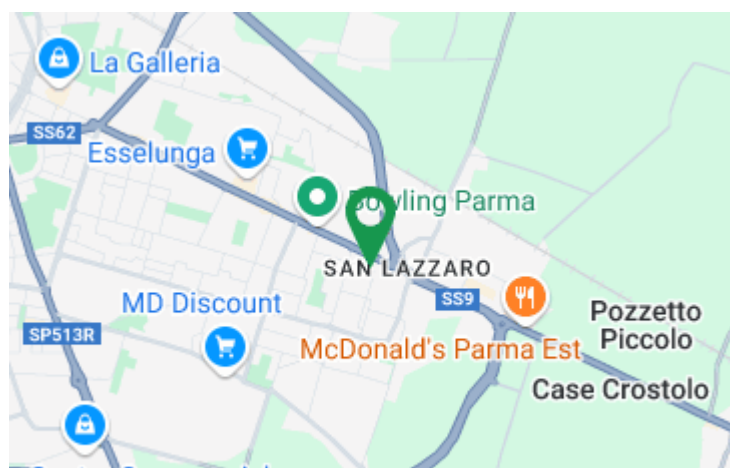 La Galleria
SS62
Esselunga
Bowling Parma
SAN LAZZARO
SS9
MD Discount
Pozzetto
Piccolo
SP513R
McDonald's Parma Est
Case Crostolo